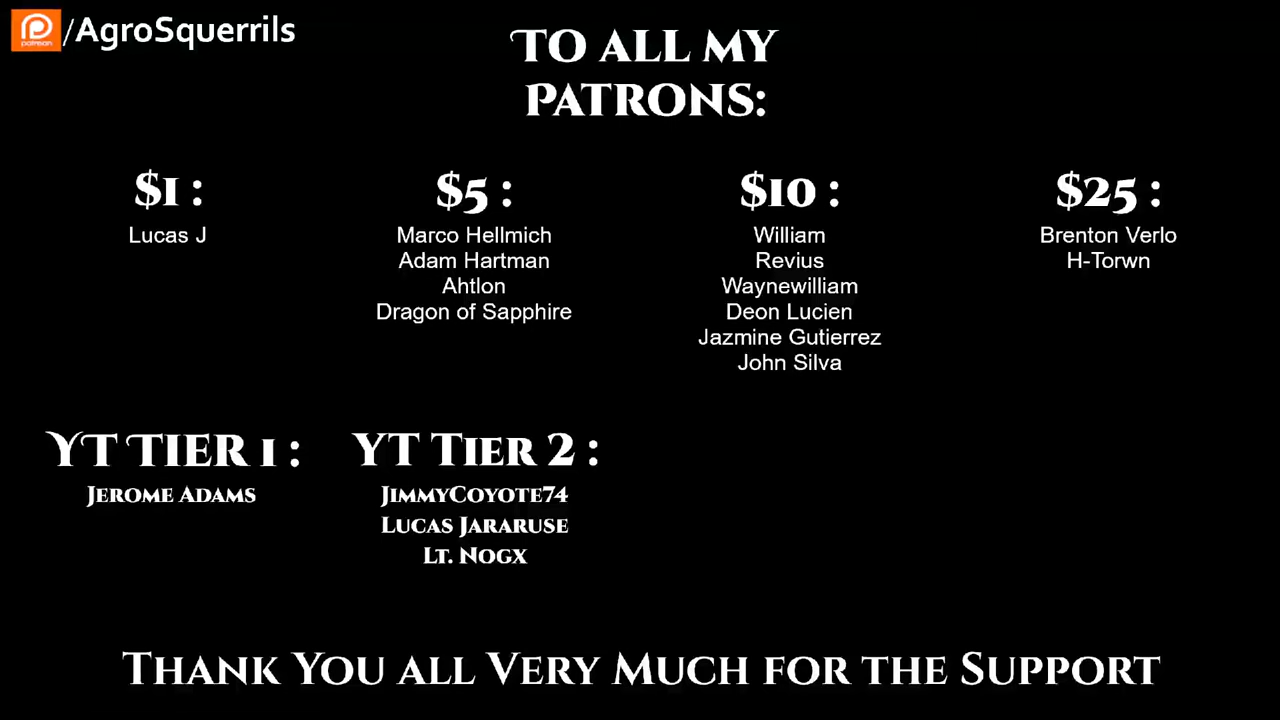 patreon
/AgroSquerrils
To all my
Patrons:
$1 :
Lucas J
$5 :
Marco Hellmich
Adam Hartman
Ahtlon
Dragon of Sapphire
$10 :
William
Revius
Waynewilliam
Deon Lucien
Jazmine Gutierrez
John Silva
$25 :
Brenton Verlo
H-Torwn
YT Tier 1 :
Jerome Adams
YT Tier 2 :
JimmyCoyote74
Lucas Jararuse
Lt. Nogx
Thank You all Very Much for the Support